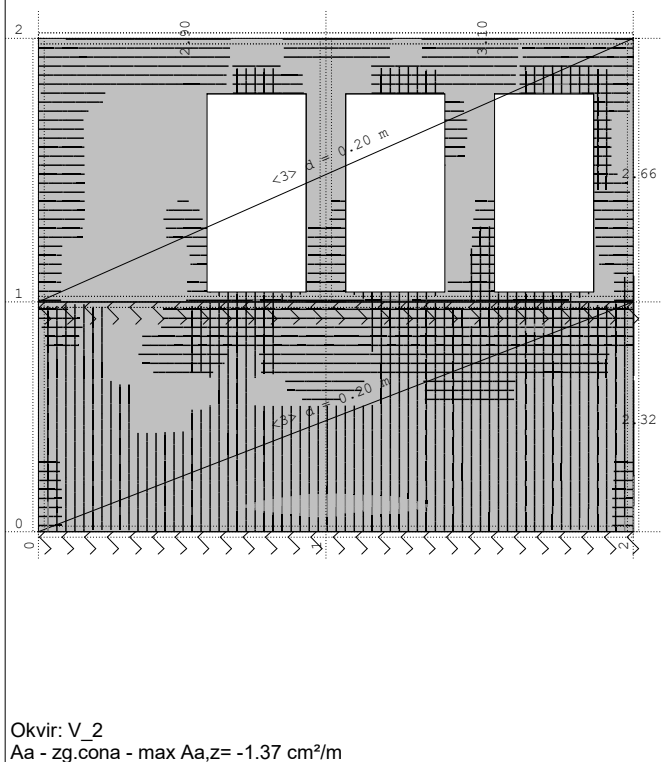 2
2.90
3.10
<3> d = 0.20 m
2.66
1
<3> d = 0.20 m
2.32
0
0
1
2
Okvir: V_2
Aa - zg.cona - max Aa,z= -1.37 cm²/m